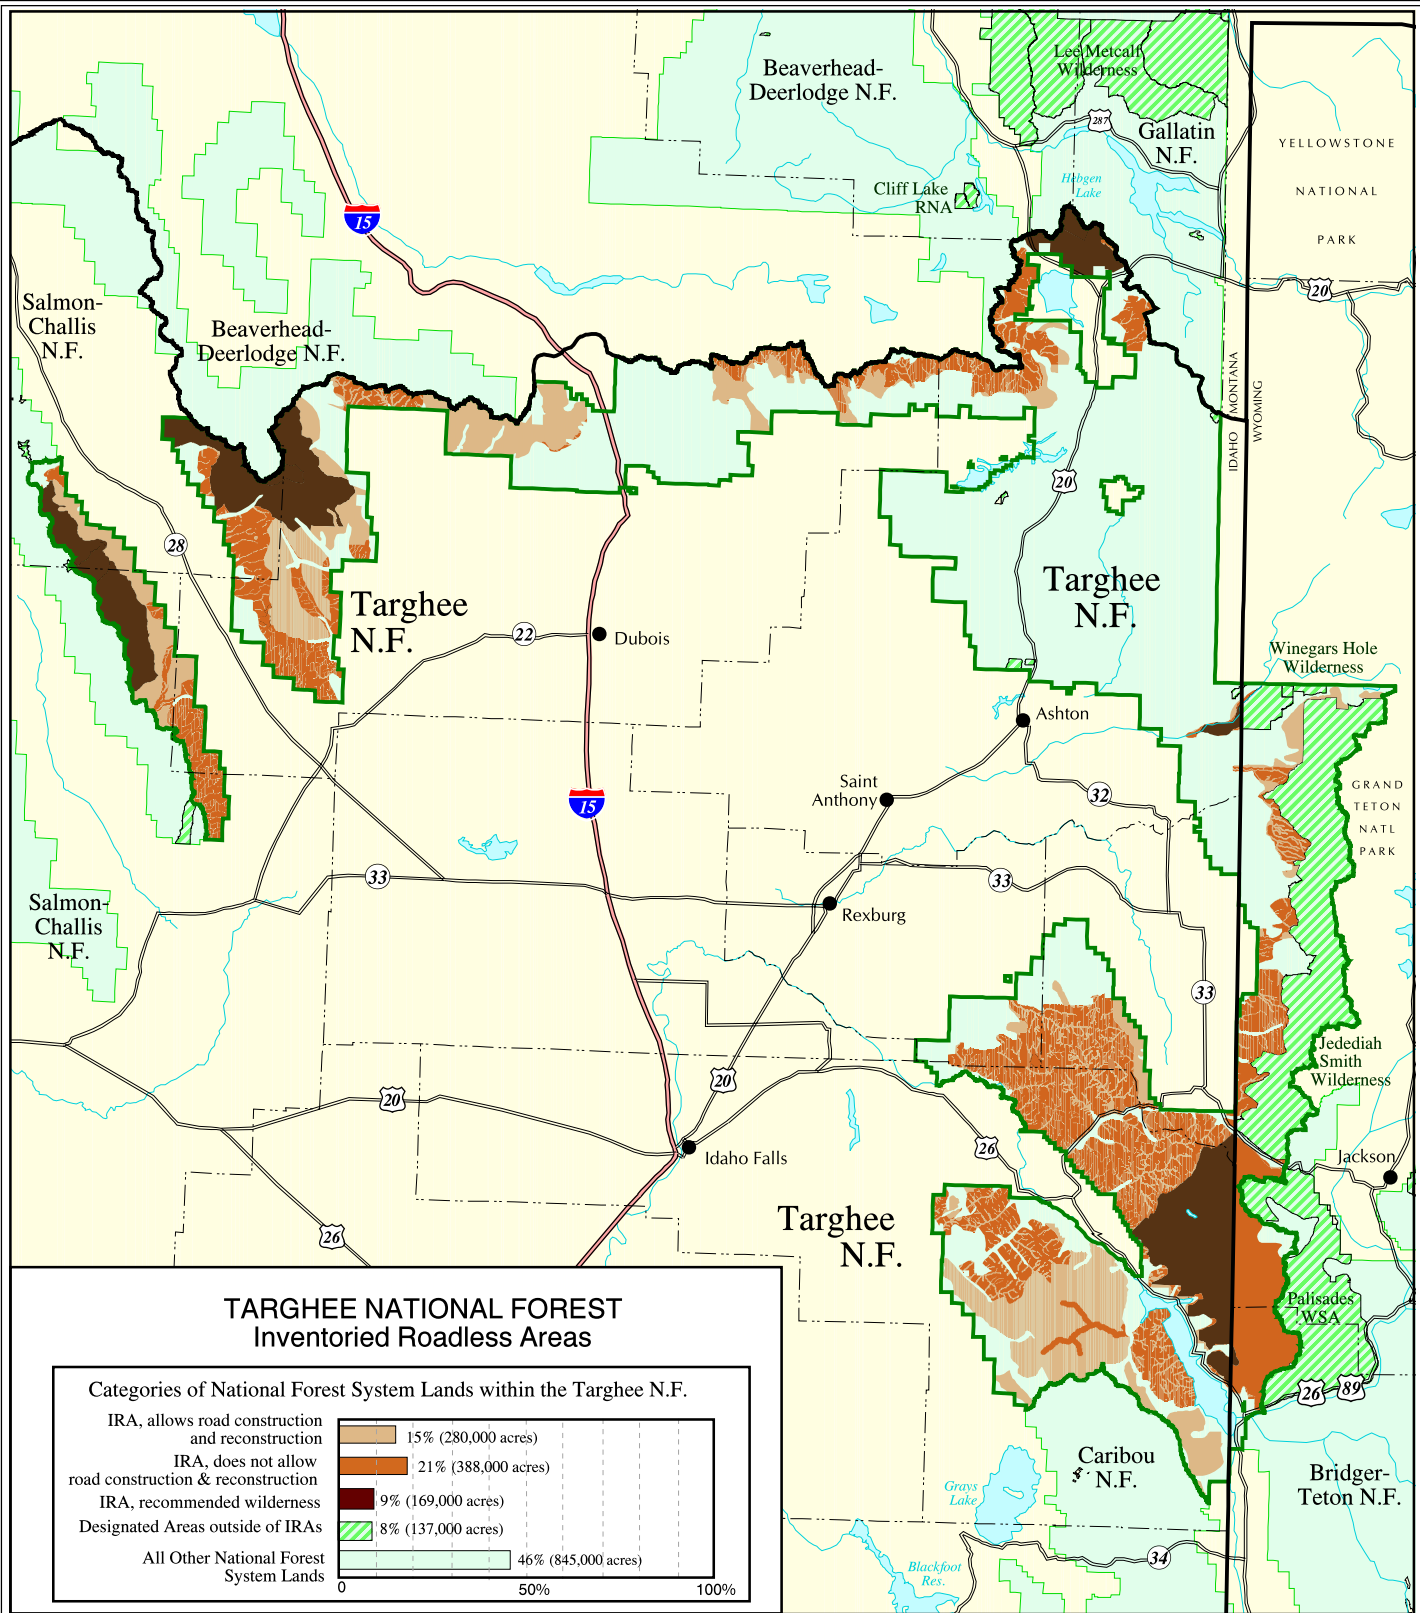 Lee Metcalf
Wilderness
Beaverhead-
Deerlodge N.F.
287
Gallatin
N.F.
YELLOWSTONE
NATIONAL
PARK
Hebgen
Lake
Cliff Lake
RNA
15
20
Salmon-
Challis
N.F.
Beaverhead-
Deerlodge N.F.
IDAHO
MONTANA
WYOMING
20
28
Targhee
N.F.
Targhee
N.F.
22
Dubois
Winegars Hole
Wilderness
Ashton
Saint
Anthony
15
32
GRAND
TETON
NATL
PARK
33
33
Rexburg
Salmon-
Challis
N.F.
33
Jedediah
Smith
Wilderness
20
20
26
Idaho Falls
Jackson
Targhee
N.F.
26
Palisades
WSA
26
89
Caribou
N.F.
Bridger-
Teton N.F.
Grays
Lake
34
Blackfoot
Res.
TARGHEE NATIONAL FOREST
Inventoried Roadless Areas
Categories of National Forest System Lands within the Targhee N.F.
IRA, allows road construction
and reconstruction
15% (280,000 acres)
IRA, does not allow
road construction & reconstruction
21% (388,000 acres)
IRA, recommended wilderness
9% (169,000 acres)
Designated Areas outside of IRAs
8% (137,000 acres)
All Other National Forest
System Lands
46% (845,000 acres)
0
50%
100%